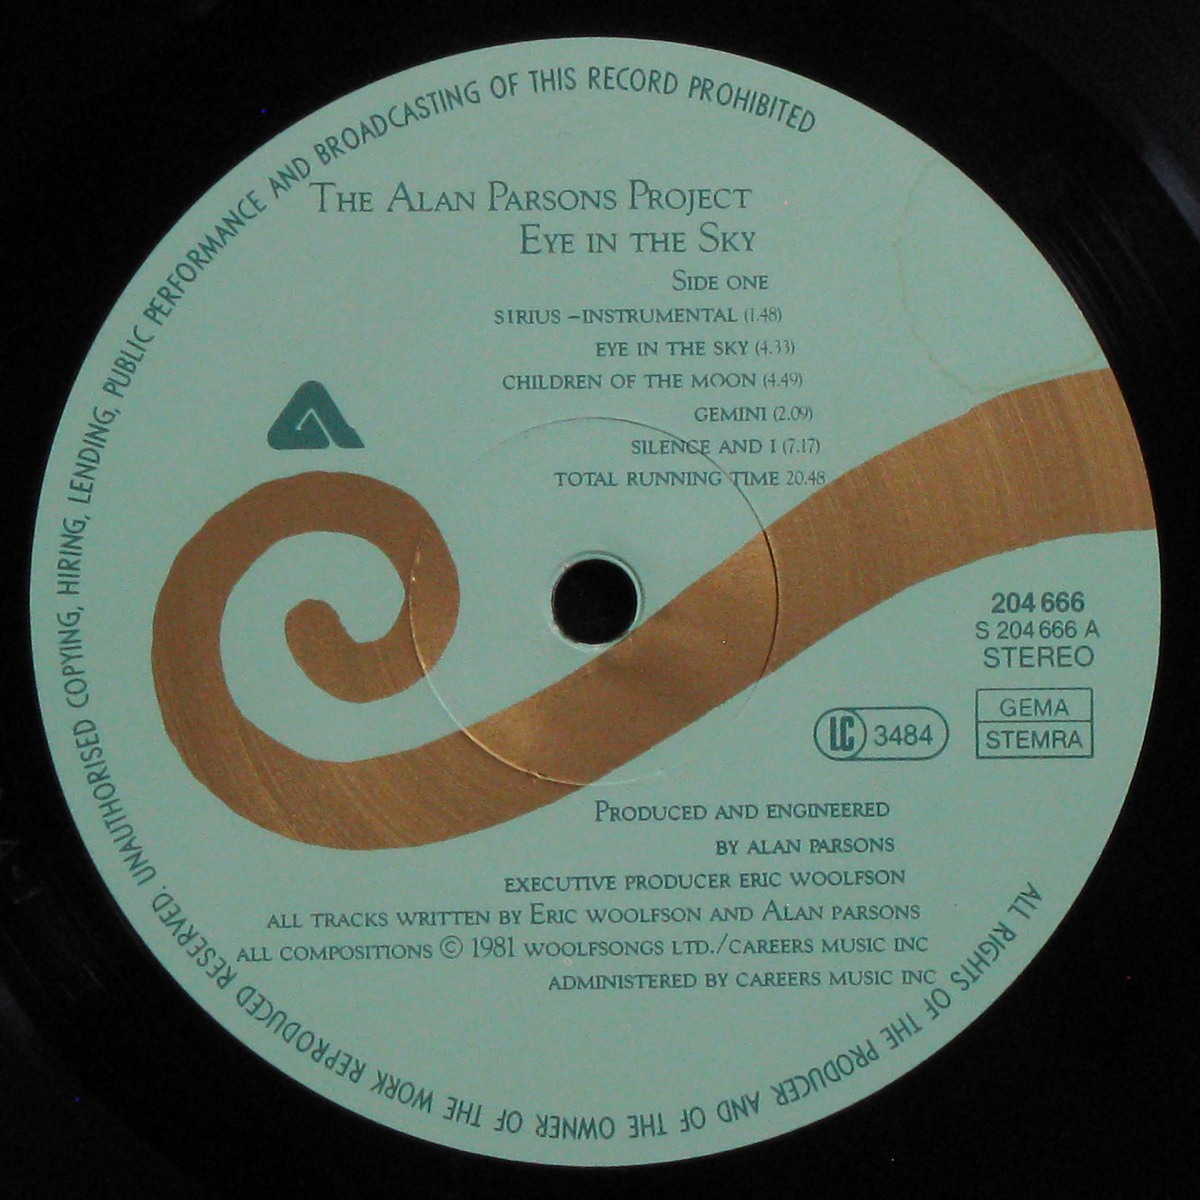 THE ALAN PARSONS PROJECT
EYE IN THE SKY
SIDE ONE
SIRIUS – INSTRUMENTAL (1.48)
EYE IN THE SKY (4.33)
CHILDREN OF THE MOON (4.49)
GEMINI (2.09)
SILENCE AND I (7.17)
TOTAL RUNNING TIME 20.48
204 666
S 204 666 A
STEREO
LC 3484
GEMA
STEMRA
PRODUCED AND ENGINEERED
BY ALAN PARSONS
EXECUTIVE PRODUCER ERIC WOOLFSON
ALL TRACKS WRITTEN BY ERIC WOOLFSON AND ALAN PARSONS
ALL COMPOSITIONS © 1981 WOOLFSONGS LTD./CAREERS MUSIC INC
ADMINISTERED BY CAREERS MUSIC INC
ALL RIGHTS OF THE PRODUCER AND OF THE OWNER OF THE WORK REPRODUCED RESERVED. UNAUTHORISED COPYING, HIRING, LENDING, PUBLIC PERFORMANCE AND BROADCASTING OF THIS RECORD PROHIBITED